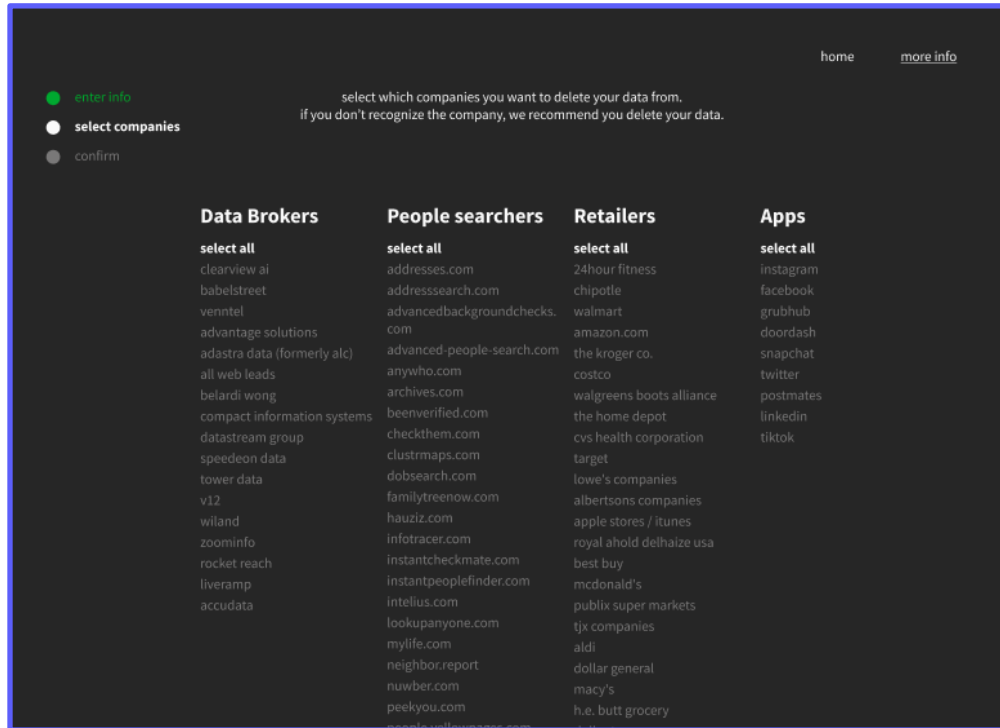 home
more info
enter info
select companies
confirm
select which companies you want to delete your data from.
if you don't recognize the company, we recommend you delete your data.
Data Brokers
select all
clearview ai
babelstreet
venntel
advantage solutions
adastra data (formerly alc)
all web leads
belardi wong
compact information systems
datastream group
speedeon data
tower data
v12
wiland
zoominfo
rocket reach
liveramp
accudata
People searchers
select all
addresses.com
addresssearch.com
advancedbackgroundchecks.
com
advanced-people-search.com
anywho.com
archives.com
beenverified.com
checkthem.com
clustrmaps.com
dobsearch.com
familytreenow.com
hauziz.com
infotracer.com
instantcheckmate.com
instantpeoplefinder.com
intelius.com
lookupanyone.com
mylife.com
neighbor.report
nuwber.com
peekyou.com
people.yellowpages.com
Retailers
select all
24hour fitness
chipotle
walmart
amazon.com
the kroger co.
costco
walgreens boots alliance
the home depot
cvs health corporation
target
lowe's companies
albertsons companies
apple stores / itunes
royal ahold delhaize usa
best buy
mcdonald's
publix super markets
tjx companies
aldi
dollar general
macy's
h.e. butt grocery
Apps
select all
instagram
facebook
grubhub
doordash
snapchat
twitter
postmates
linkedin
tiktok